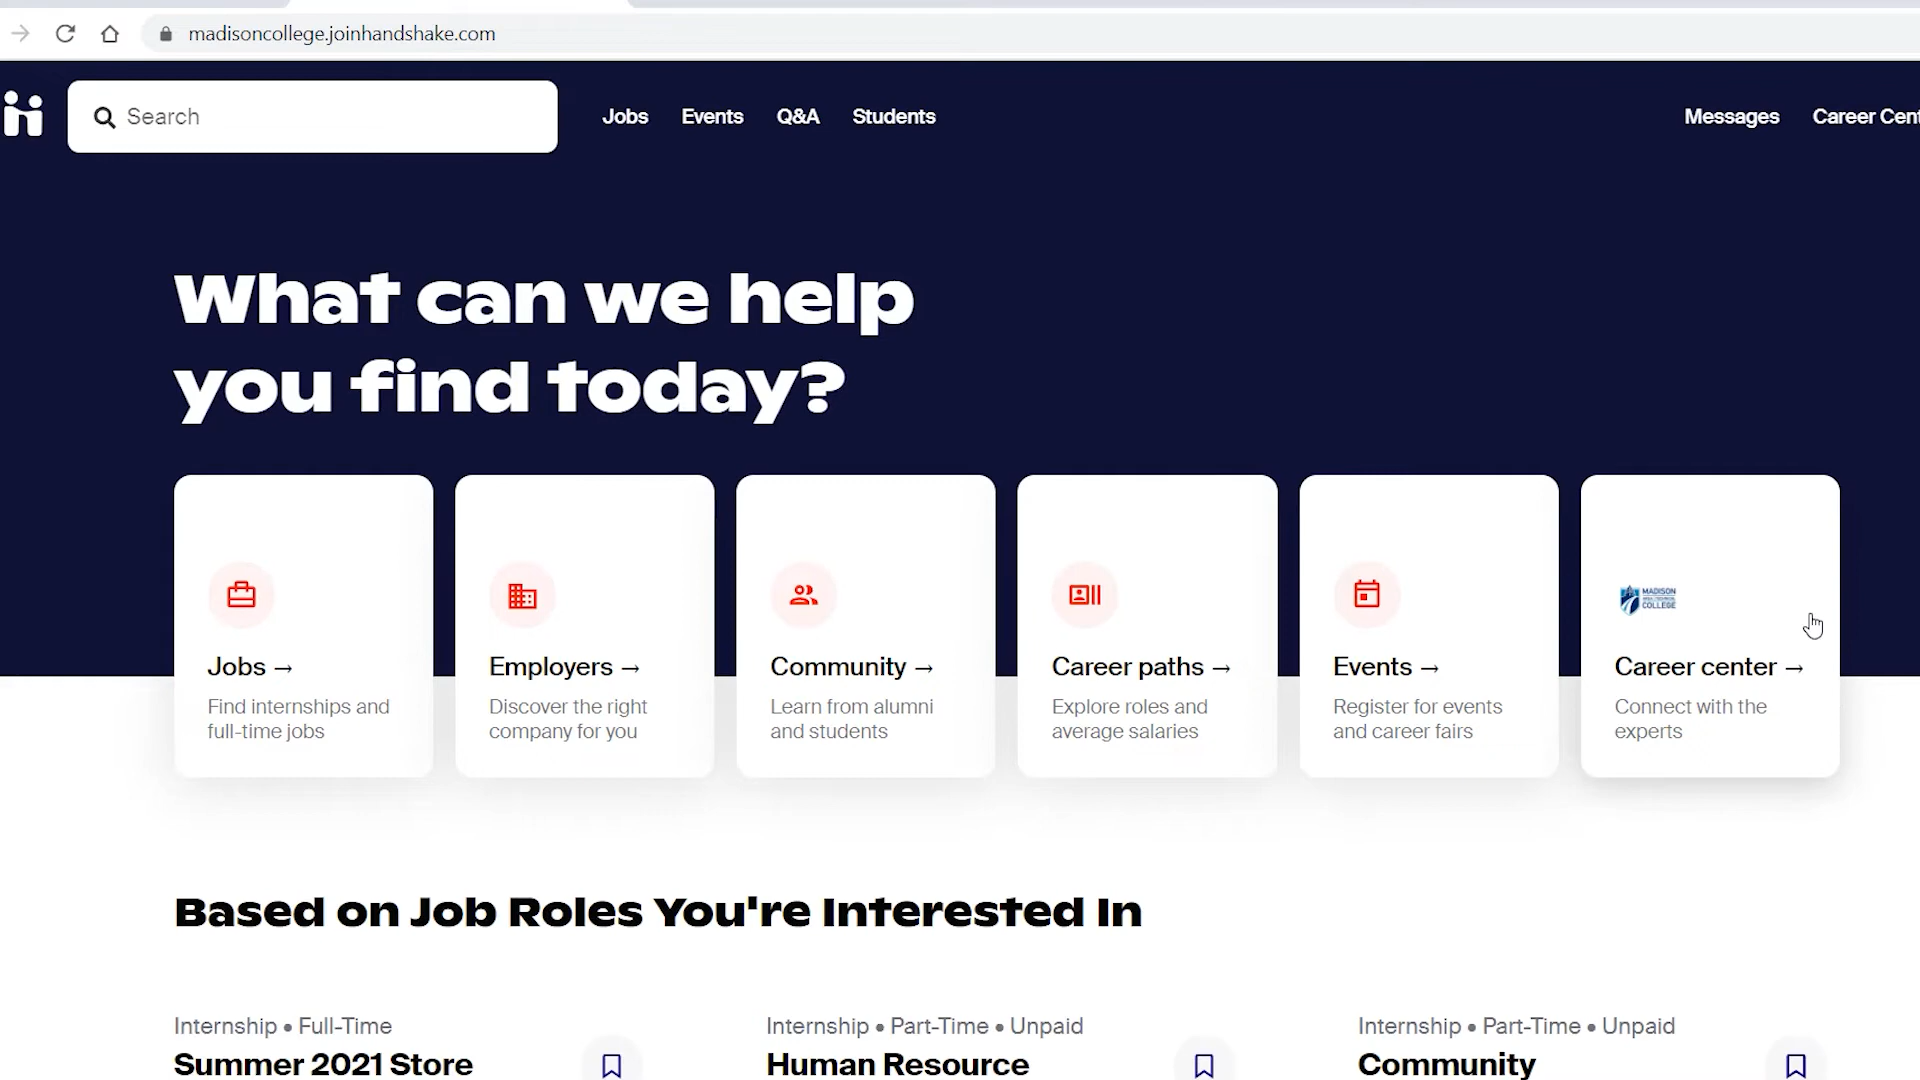 madisoncollege.joinhandshake.com
Search
Jobs
Events
Q&A
Students
Messages
Career Cent
What can we help
you find today?
Jobs →
Find internships and
full-time jobs
Employers →
Discover the right
company for you
Community →
Learn from alumni
and students
Career paths →
Explore roles and
average salaries
Events →
Register for events
and career fairs
MADISON
COLLEGE
Career center →
Connect with the
experts
Based on Job Roles You're Interested In
Internship • Full-Time
Summer 2021 Store
Internship • Part-Time • Unpaid
Human Resource
Internship • Part-Time • Unpaid
Community